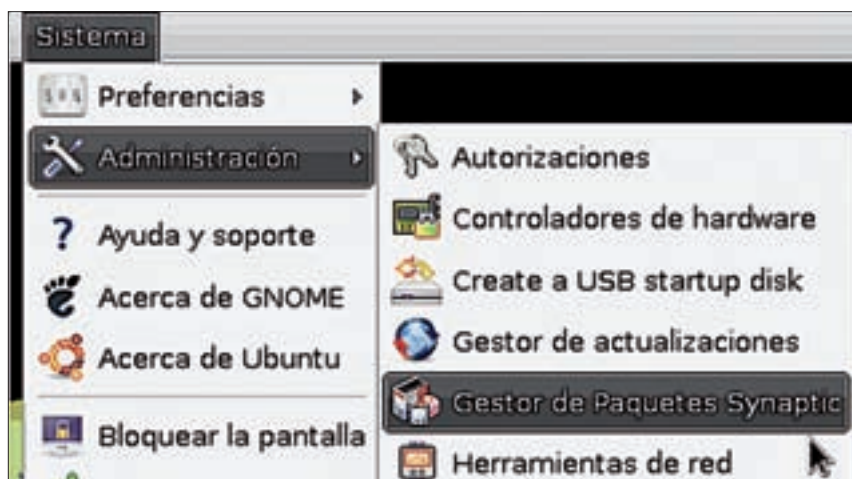 Sistema
Preferencias
Administración
Ayuda y soporte
Acerca de GNOME
Acerca de Ubuntu
Bloquear la pantalla
Autorizaciones
Controladores de hardware
Create a USB startup disk
Gestor de actualizaciones
Gestor de Paquetes Synaptic
Herramientas de red